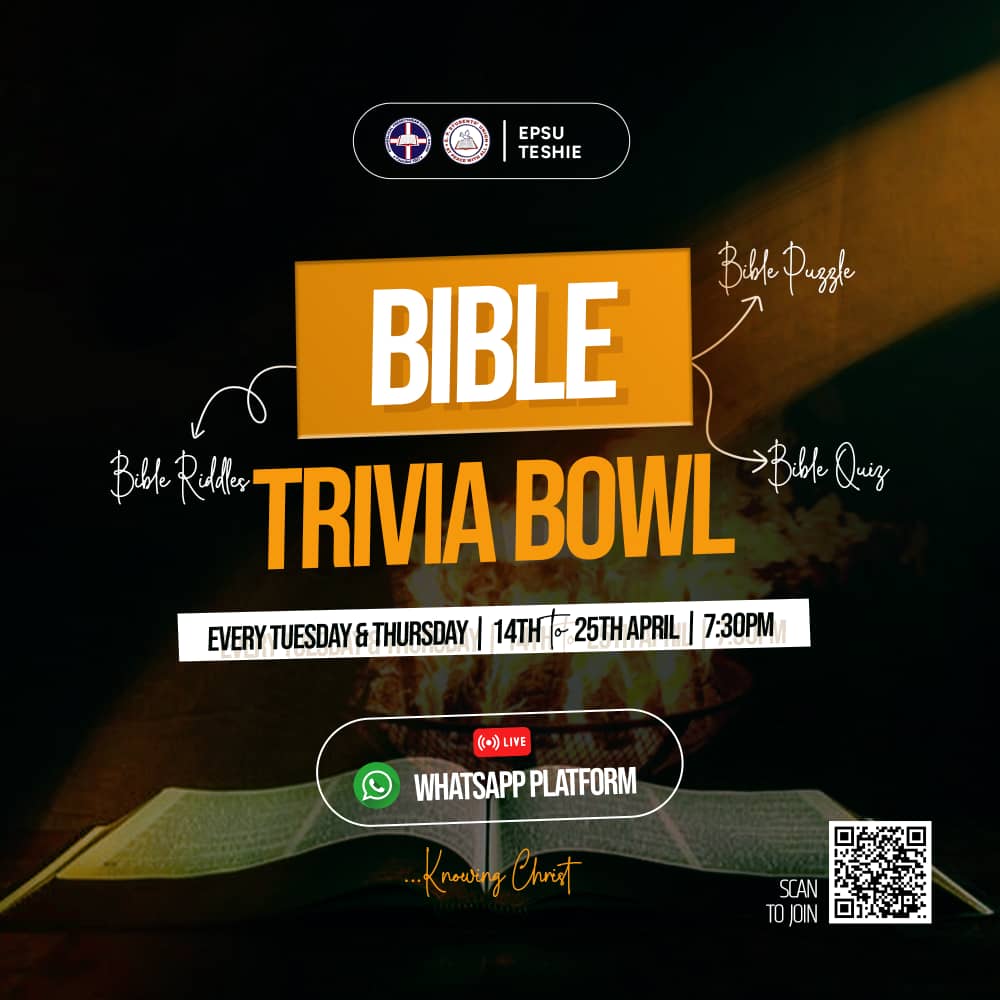 EPSU
TESHIE
Bible Puzzle
BIBLE
Bible Riddles
Bible Quiz
TRIVIA BOWL
EVERY TUESDAY & THURSDAY | 14TH to 25TH APRIL | 7:30PM
LIVE
WHATSAPP PLATFORM
...Knowing Christ
SCAN
TO JOIN